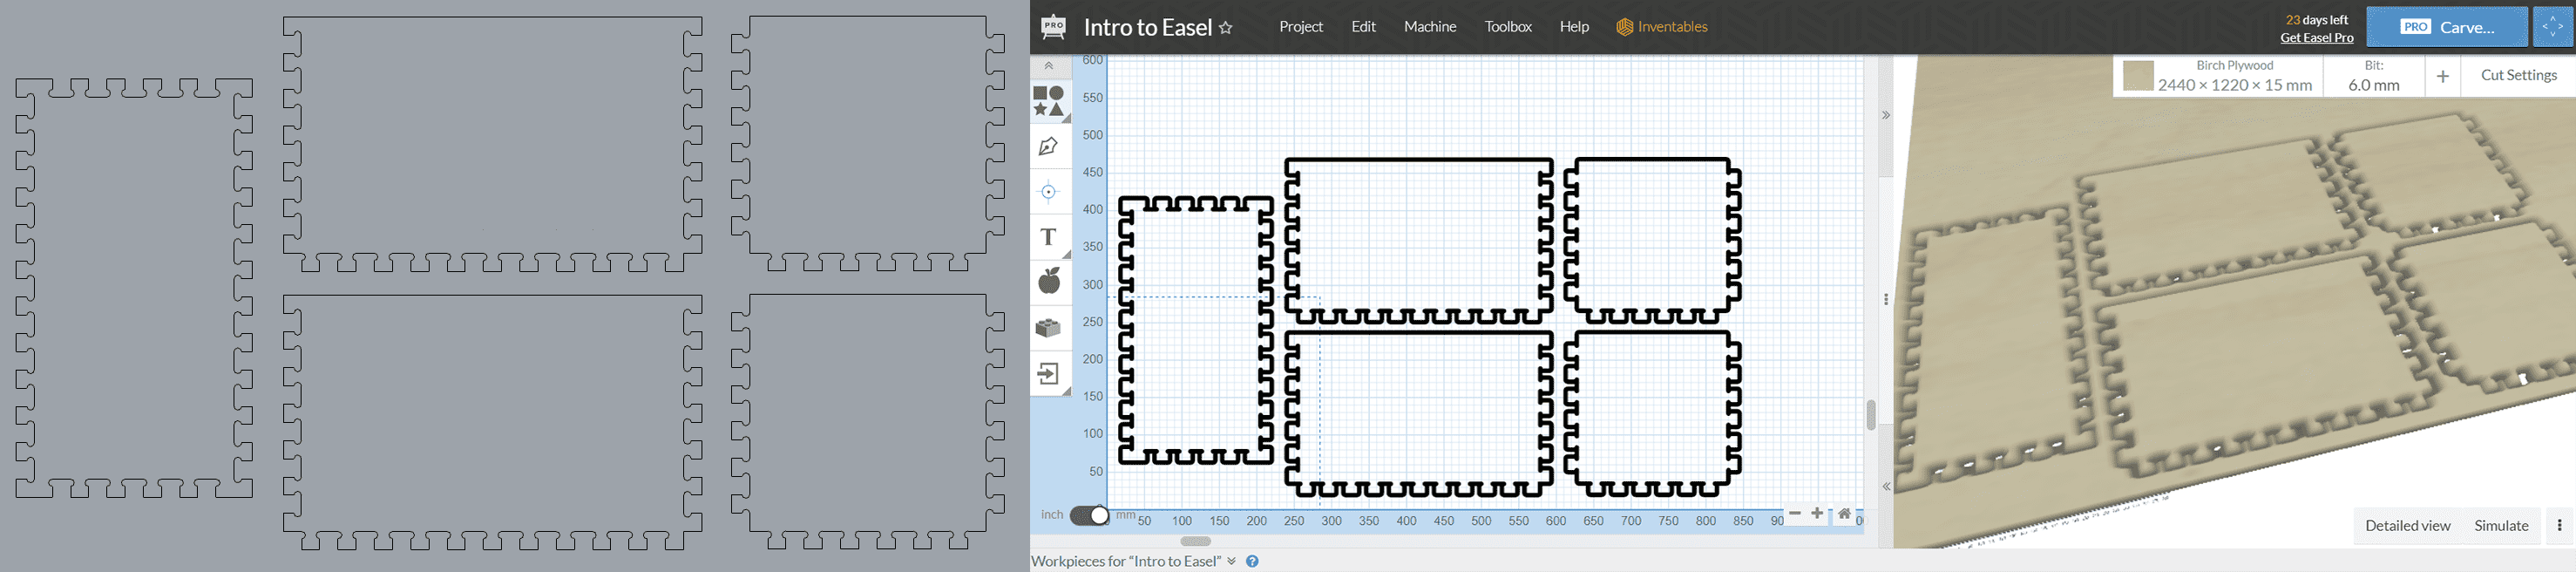 PRO
Intro to Easel
Project
Edit
Machine
Toolbox
Help
Inventables
23 days left
Get Easel Pro
PRO
Carve...
Birch Plywood
2440 × 1220 × 15 mm
Bit:
6.0 mm
+
Cut Settings
600
550
500
450
400
350
300
250
200
150
100
50
T
inch
mm
50
100
150
200
250
300
350
400
450
500
550
600
650
700
750
800
850
Detailed view
Simulate
Workpieces for “Intro to Easel”
?